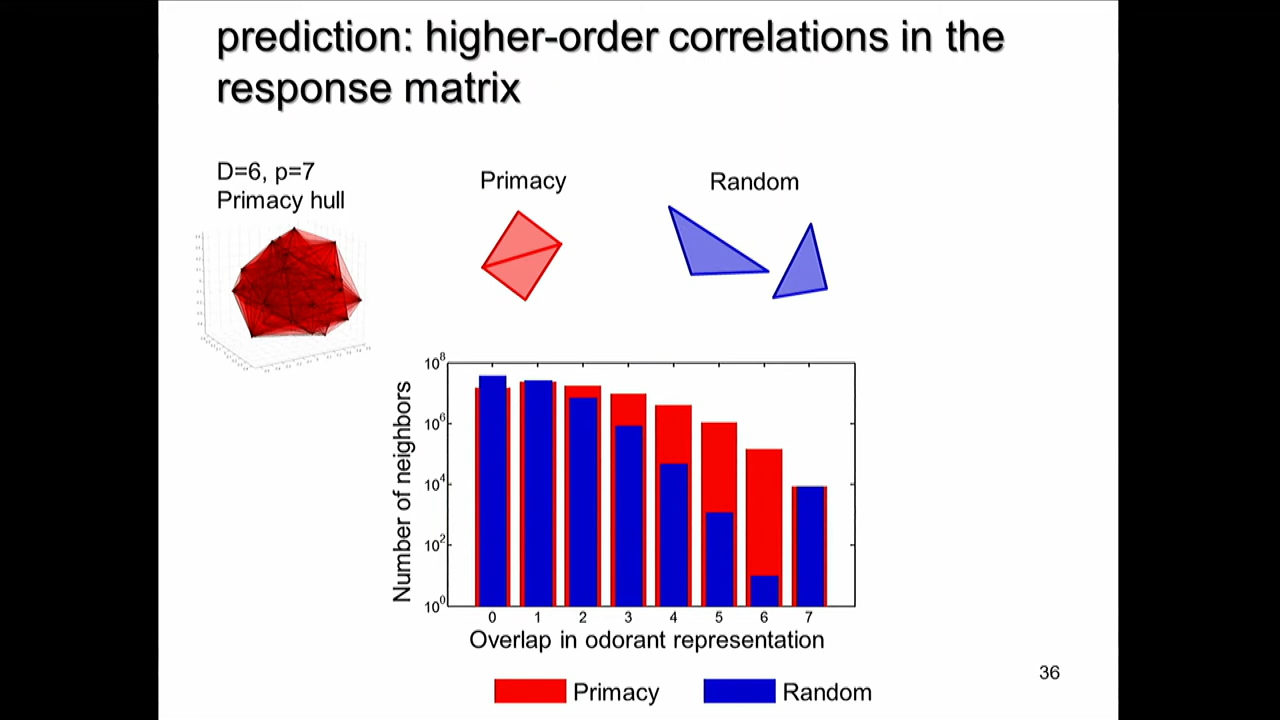 prediction: higher-order correlations in the
response matrix
D=6, p=7
Primacy hull
Primacy
Random
10^8
10^6
10^4
10^2
10^0
Number of neighbors
0 1 2 3 4 5 6 7
Overlap in odorant representation
Primacy
Random
36